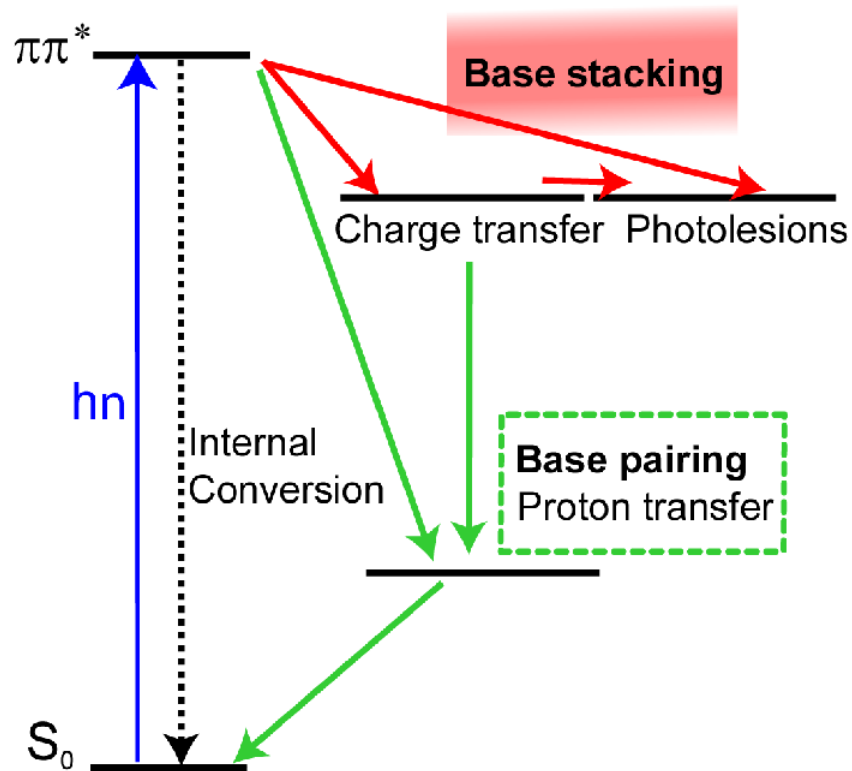 ππ*
Base stacking
Charge transfer Photolesions
hn
Internal
Conversion
Base pairing
Proton transfer
S₀